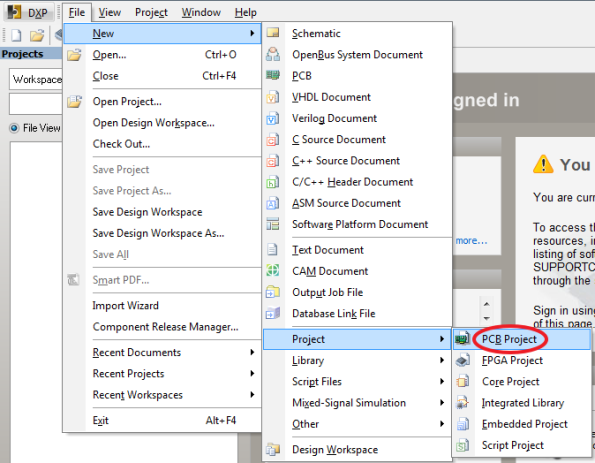 DXP File View Project Window Help
Projects
Workspace
File View
New
Open... Ctrl+O
Close Ctrl+F4
Open Project...
Open Design Workspace...
Check Out...
Save Project
Save Project As...
Save Design Workspace
Save Design Workspace As...
Save All
Smart PDF...
Import Wizard
Component Release Manager...
Recent Documents
Recent Projects
Recent Workspaces
Exit Alt+F4
Schematic
OpenBus System Document
PCB
VHDL Document
Verilog Document
C Source Document
C++ Source Document
C/C++ Header Document
ASM Source Document
Software Platform Document
Text Document
CAM Document
Output Job File
Database Link File
Project
Library
Script Files
Mixed-Signal Simulation
Other
Design Workspace
PCB Project
FPGA Project
Core Project
Integrated Library
Embedded Project
Script Project
gned in
more...
You
You are curr
To access th
resources, i
listing of sof
SUPPORTC
through the
Sign in using
of this page